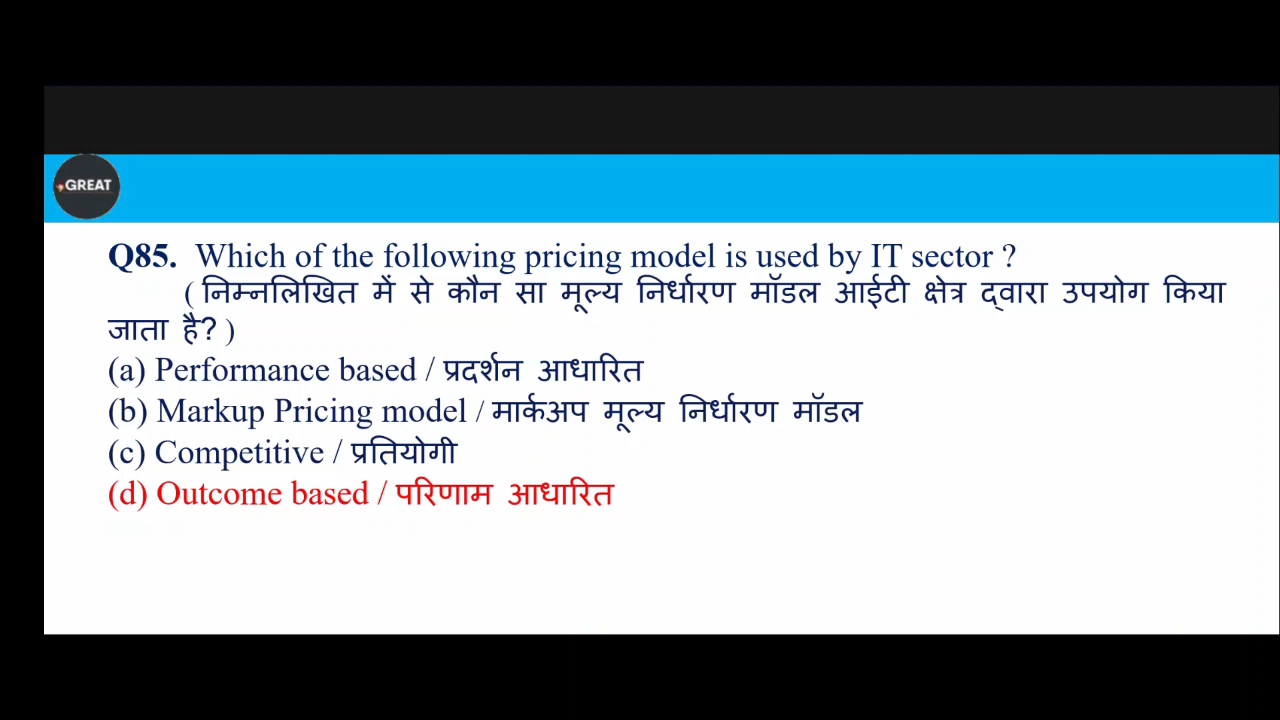 GREAT
Q85. Which of the following pricing model is used by IT sector ?
( निम्नलिखित में से कौन सा मूल्य निर्धारण मॉडल आईटी क्षेत्र द्वारा उपयोग किया
जाता है? )
(a) Performance based / प्रदर्शन आधारित
(b) Markup Pricing model / मार्कअप मूल्य निर्धारण मॉडल
(c) Competitive / प्रतियोगी
(d) Outcome based / परिणाम आधारित